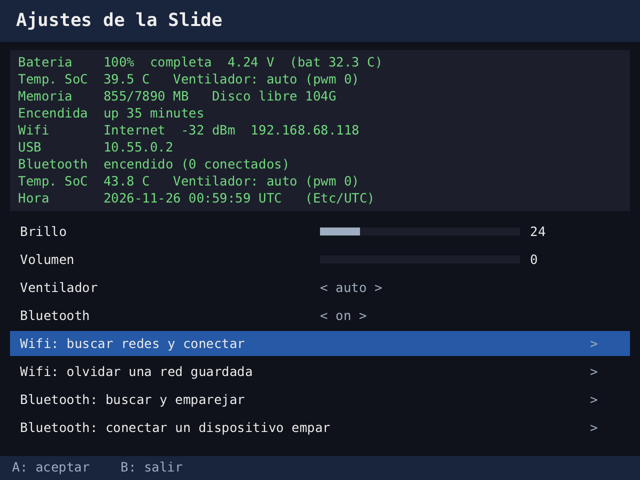 Ajustes de la Slide
Bateria 100% completa 4.24 V (bat 32.3 C)
Temp. SoC 39.5 C Ventilador: auto (pwm 0)
Memoria 855/7890 MB Disco libre 104G
Encendida up 35 minutes
Wifi Internet -32 dBm 192.168.68.118
USB 10.55.0.2
Bluetooth encendido (0 conectados)
Temp. SoC 43.8 C Ventilador: auto (pwm 0)
Hora 2026-11-26 00:59:59 UTC (Etc/UTC)
Brillo 24
Volumen 0
Ventilador < auto >
Bluetooth < on >
Wifi: buscar redes y conectar >
Wifi: olvidar una red guardada >
Bluetooth: buscar y emparejar >
Bluetooth: conectar un dispositivo empar >
A: aceptar B: salir